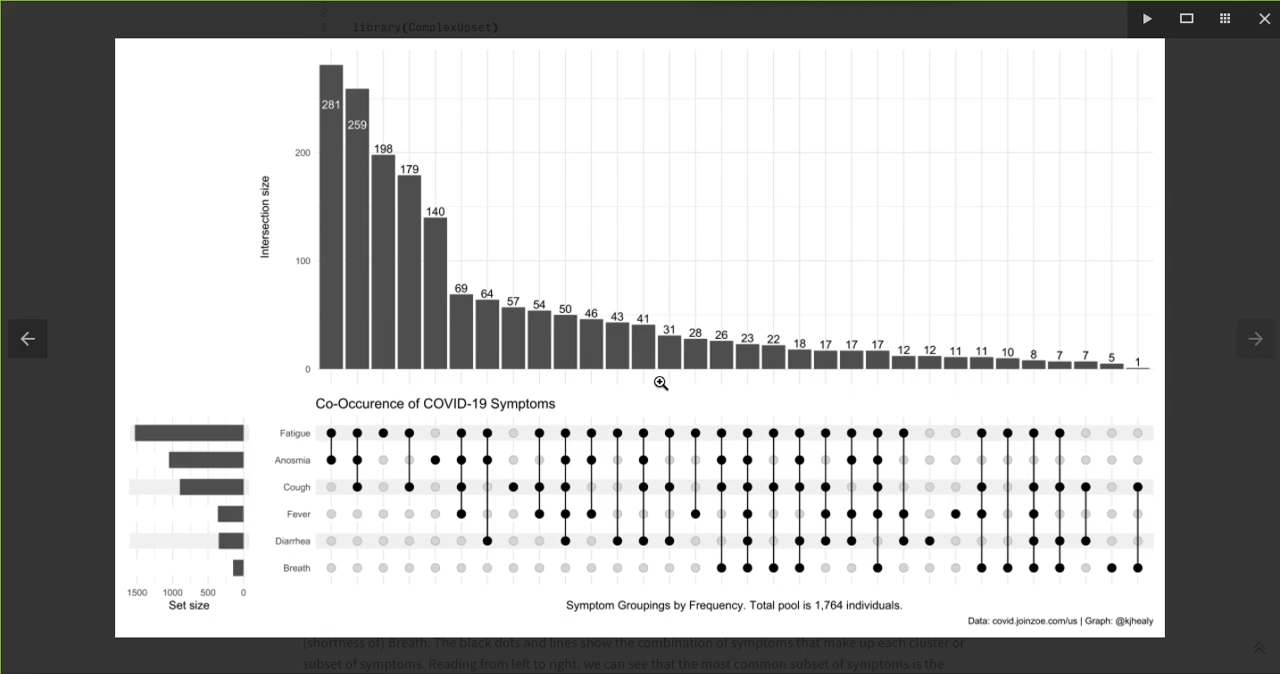 2
2 library(ComplexUpset)
281
259
198
179
140
69
64
57
54
50
46
43
41
31
28
26
23
22
18
17
17
17
12
12
11
11
10
8
7
7
5
1
200
100
0
Intersection size
Co-Occurence of COVID-19 Symptoms
Fatigue
Anosmia
Cough
Fever
Diarrhea
Breath
1500 1000 500 0
Set size
Symptom Groupings by Frequency. Total pool is 1,764 individuals.
Data: covid.joinzoe.com/us | Graph: @kjhealy
(shortness of) Breath. The black dots and lines show the combination of symptoms that make up each cluster or
subset of symptoms. Reading from left to right, we can see that the most common subset of symptoms is the